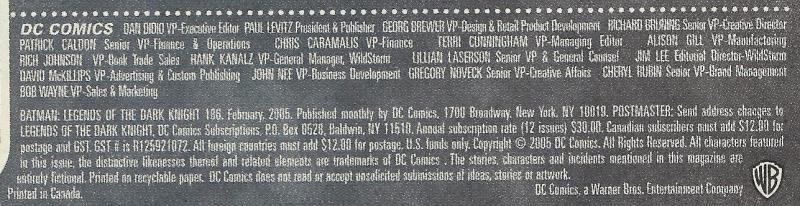 DC COMICS DAN DIDIO VP-Executive Editor PAUL LEVITZ President & Publisher GEORG BREWER VP-Design & Retail Product Development RICHARD BRUNING Senior VP-Creative Director
PATRICK CALDON Senior VP-Finance & Operations CHRIS CARAMALIS VP-Finance TERRI CUNNINGHAM VP-Managing Editor ALISON GILL VP-Manufacturing
RICH JOHNSON VP-Book Trade Sales HANK KANALZ VP-General Manager, WildStorm LILLIAN LASERSON Senior VP & General Counsel JIM LEE Editorial Director-WildStorm
DAVID McKILLIPS VP-Advertising & Custom Publishing JOHN NEE VP-Business Development GREGORY NOVECK Senior VP-Creative Affairs CHERYL RUBIN Senior VP-Brand Management
BOB WAYNE VP-Sales & Marketing
BATMAN: LEGENDS OF THE DARK KNIGHT 186. February, 2005. Published monthly by DC Comics, 1700 Broadway, New York, NY 10019. POSTMASTER: Send address changes to
LEGENDS OF THE DARK KNIGHT, DC Comics Subscriptions, P.O. Box 0528, Baldwin, NY 11510. Annual subscription rate (12 issues) $30.00. Canadian subscribers must add $12.00 for
postage and GST. GST # is R125921072. All foreign countries must add $12.00 for postage. U.S. funds only. Copyright © 2005 DC Comics. All Rights Reserved. All characters featured
in this issue, the distinctive likenesses thereof and related elements are trademarks of DC Comics . The stories, characters and incidents mentioned in this magazine are
entirely fictional. Printed on recyclable paper. DC Comics does not read or accept unsolicited submissions of ideas, stories or artwork.
Printed in Canada. DC Comics, a Warner Bros. Entertainment Company WB